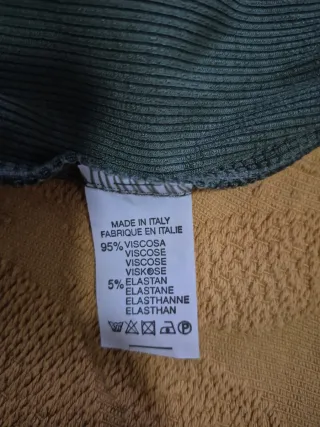 MADE IN ITALY
FABRIQUE EN ITALIE
95% VISCOSA
VISCOSE
VISCOSE
VISKOSE
5% ELASTAN
ELASTANE
ELASTHANNE
ELASTHAN
P